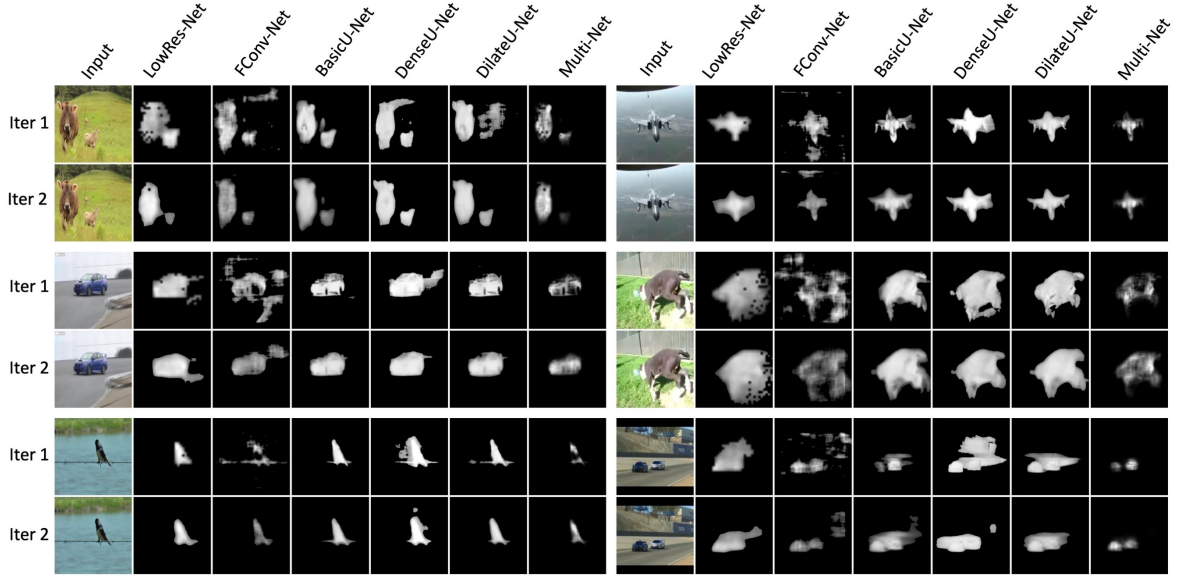 Input LowRes-Net FConv-Net BasicU-Net DenseU-Net DilateU-Net Multi-Net Input LowRes-Net FConv-Net BasicU-Net DenseU-Net DilateU-Net Multi-Net
Iter 1
Iter 2
Iter 1
Iter 2
Iter 1
Iter 2